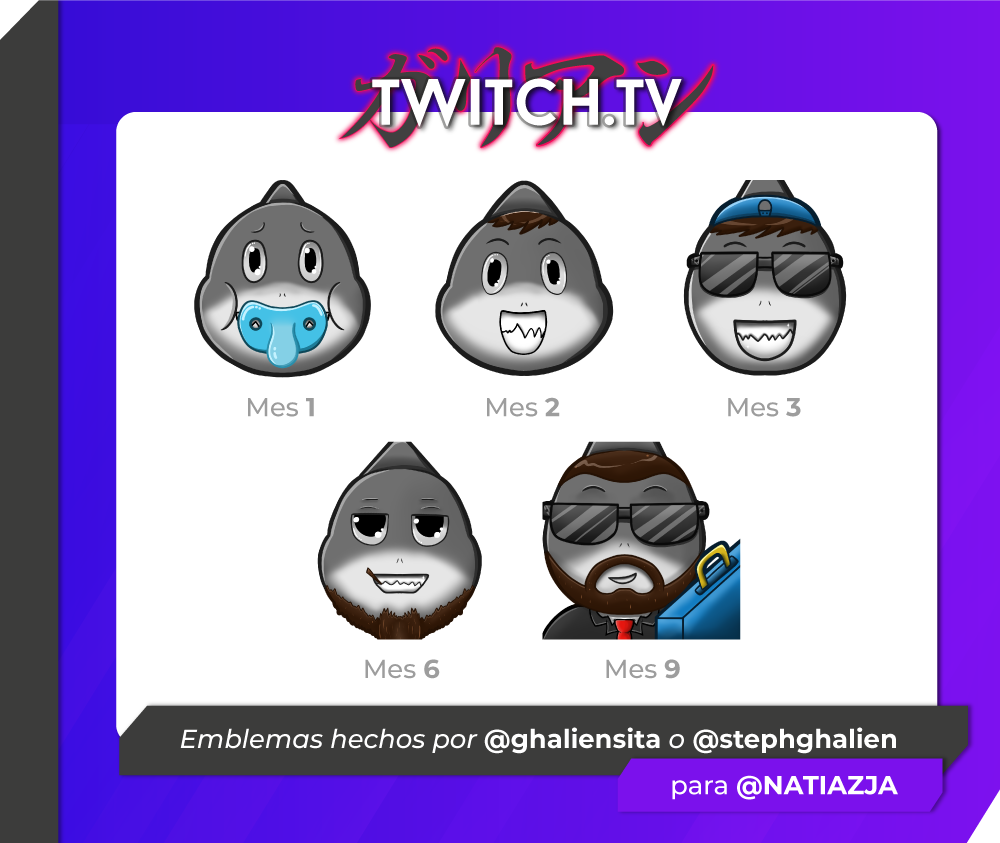 ガリアン
TWITCH.TV
Mes 1
Mes 2
Mes 3
Mes 6
Mes 9
Emblemas hechos por @ghaliensita o @stephghalien
para @NATIAZJA